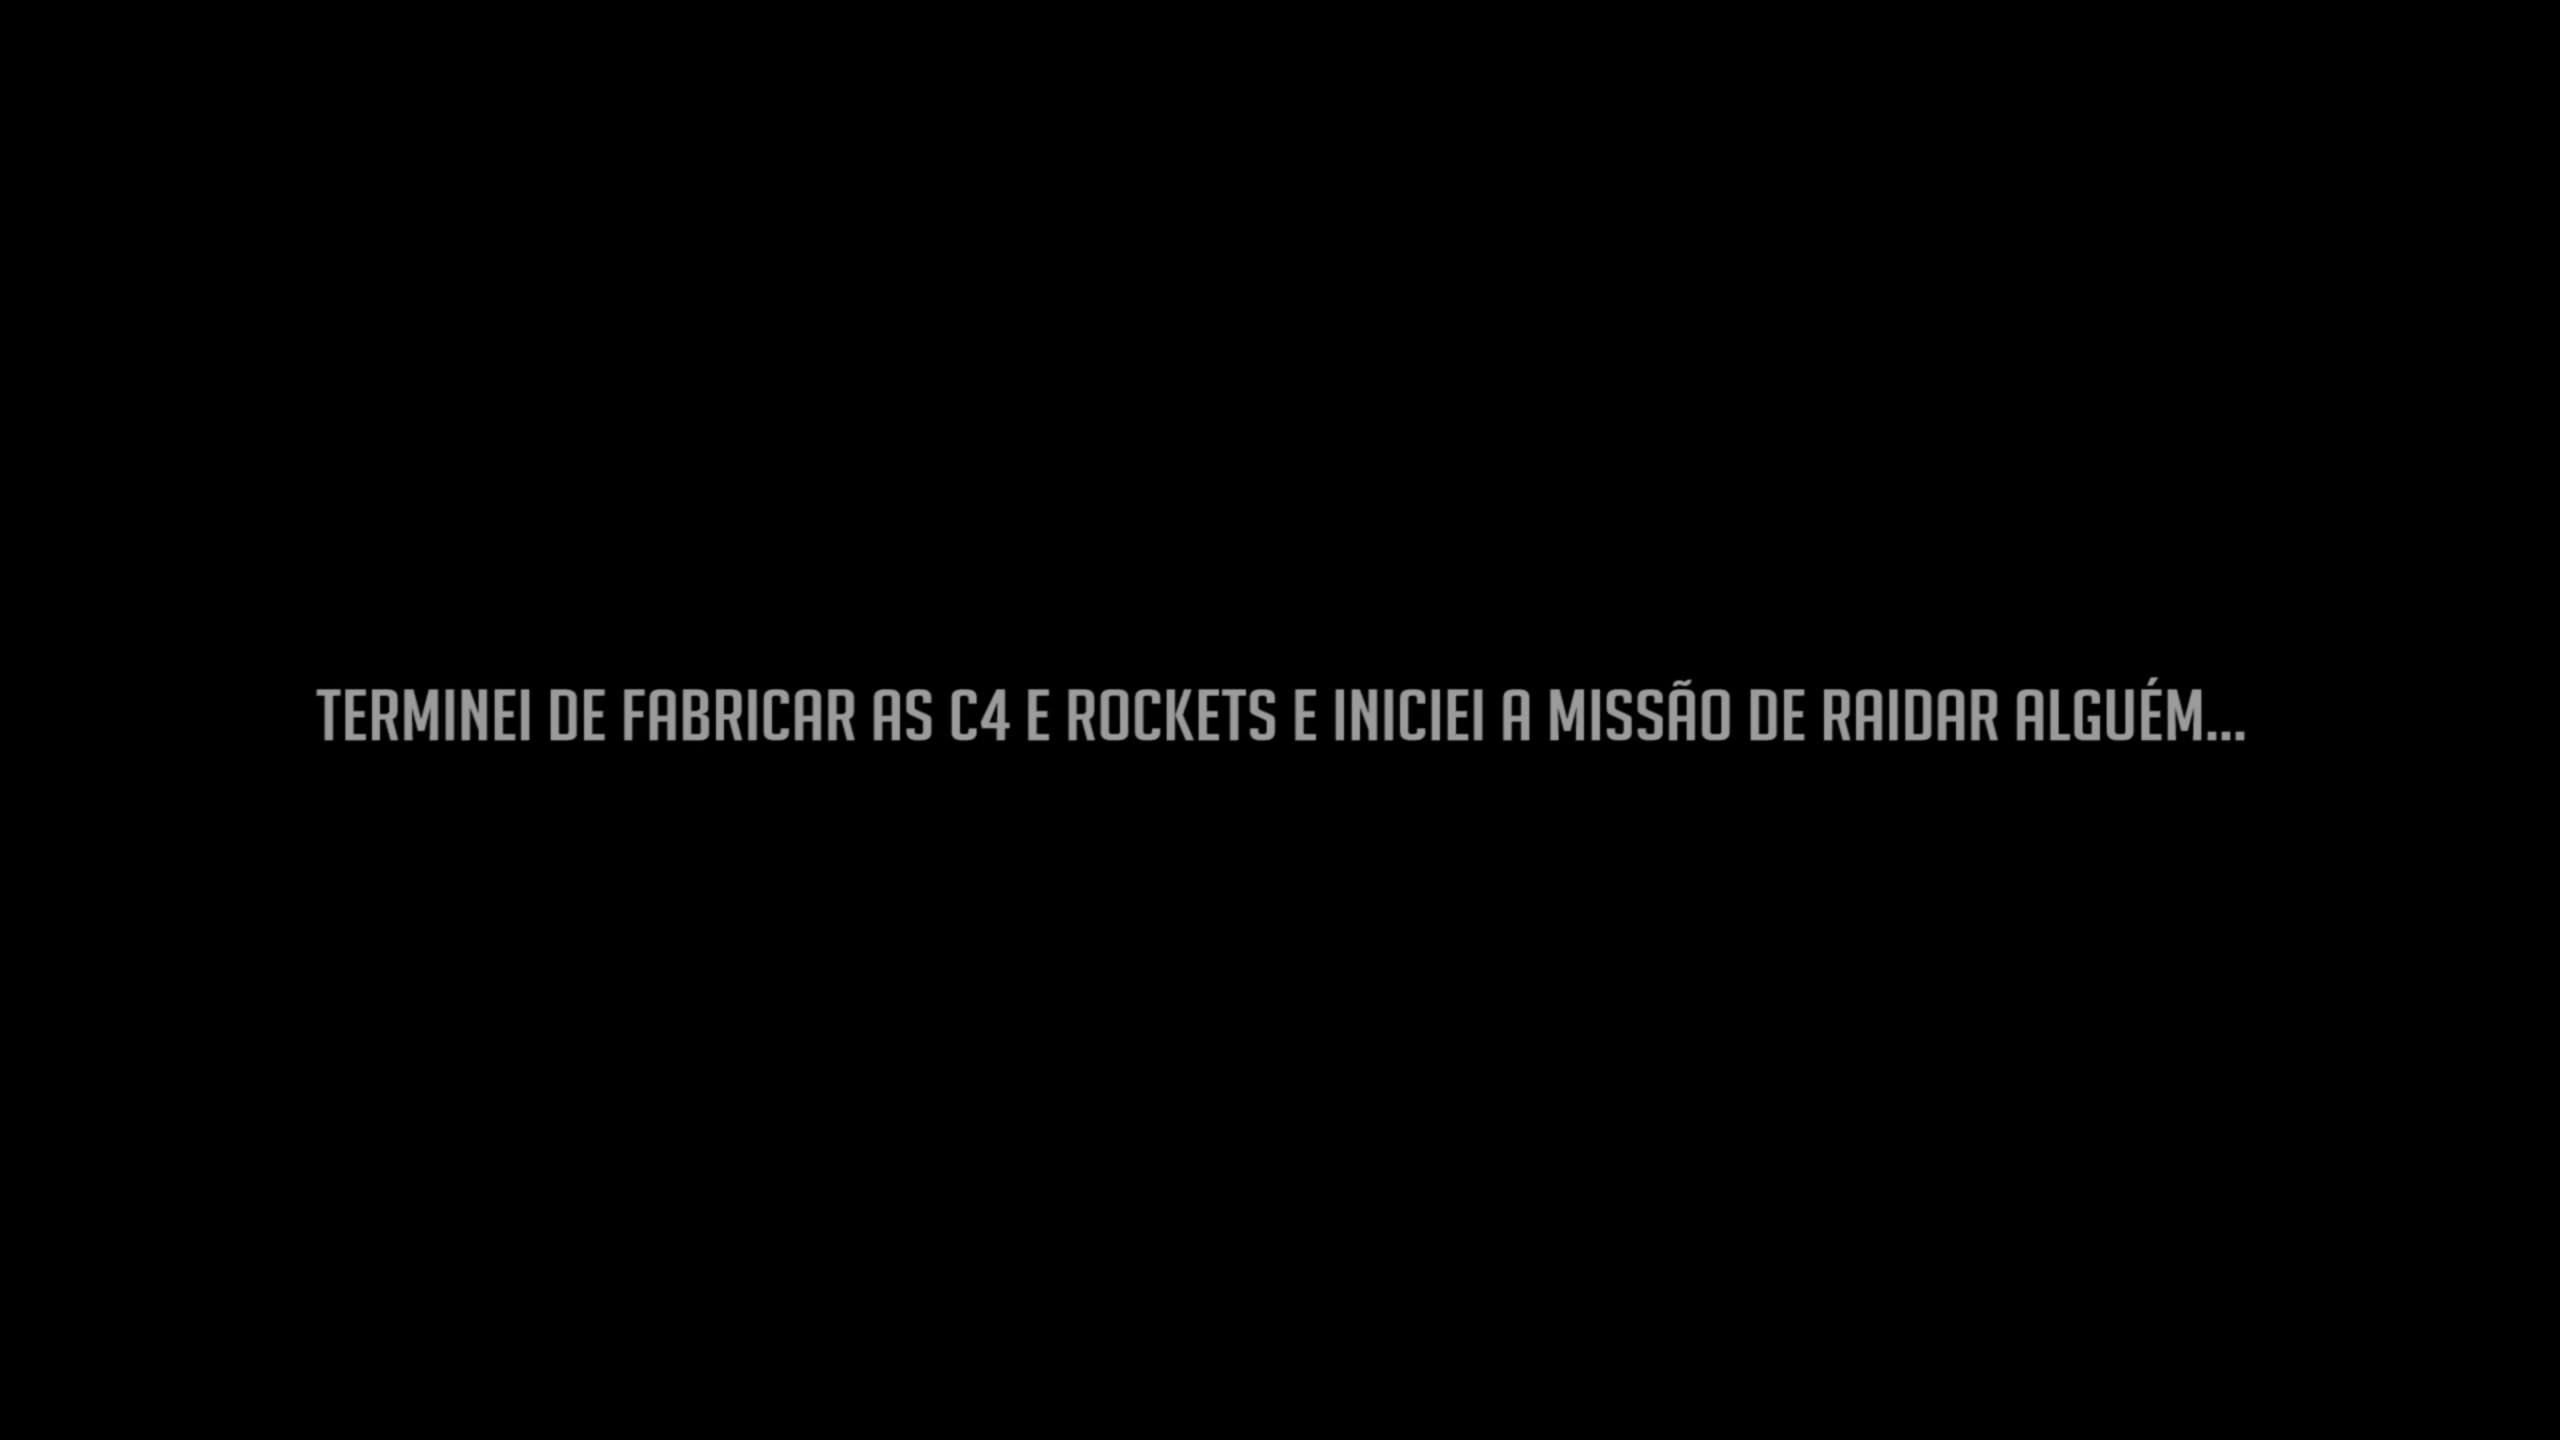 TERMINEI DE FABRICAR AS C4 E ROCKETS E INICIEI A MISSÃO DE RAIDAR ALGUÉM...